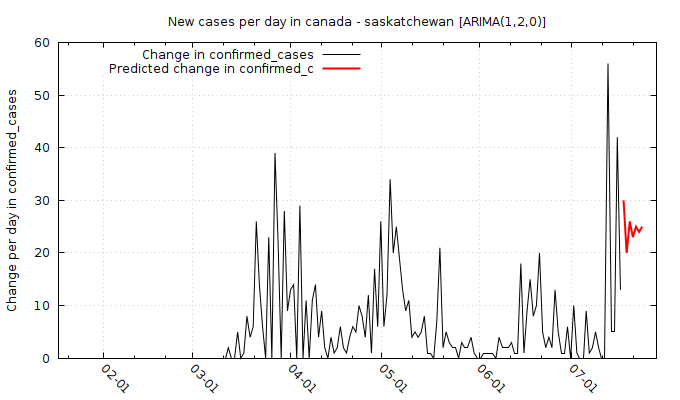 New cases per day in canada - saskatchewan [ARIMA(1,2,0)]
Change in confirmed_cases
Predicted change in confirmed_c
Change per day in confirmed_cases
60
50
40
30
20
10
0
02-01 03-01 04-01 05-01 06-01 07-01